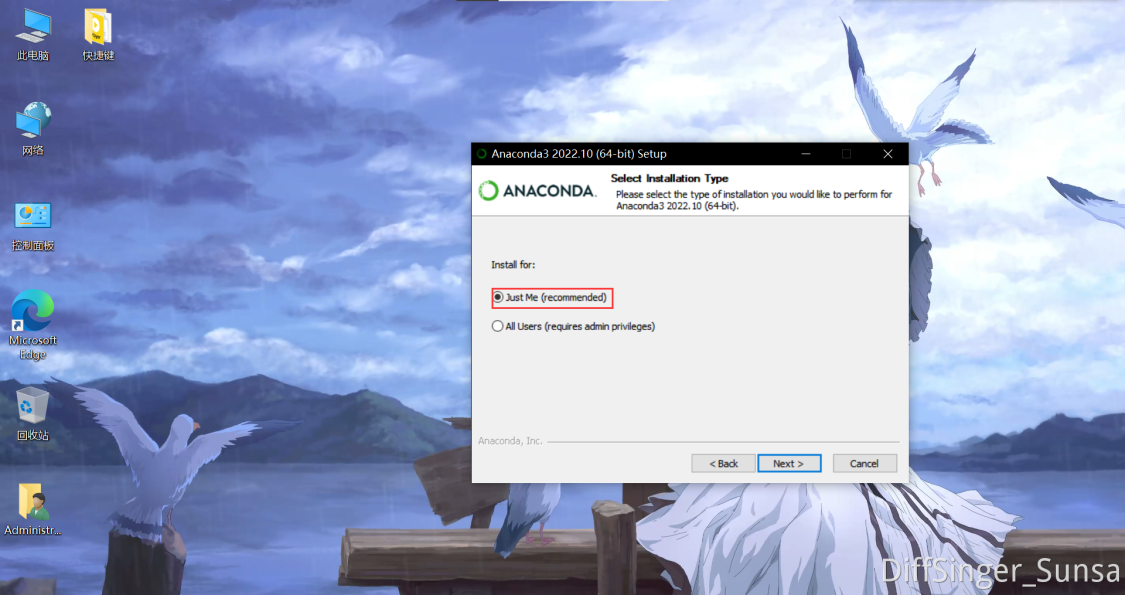 此电脑
快捷键
网络
控制面板
Microsoft
Edge
回收站
Administr...
Anaconda3 2022.10 (64-bit) Setup
ANACONDA.
Select Installation Type
Please select the type of installation you would like to perform for
Anaconda3 2022.10 (64-bit).
Install for:
Just Me (recommended)
All Users (requires admin privileges)
Anaconda, Inc.
< Back
Next >
Cancel
DiffSinger_Sunsa